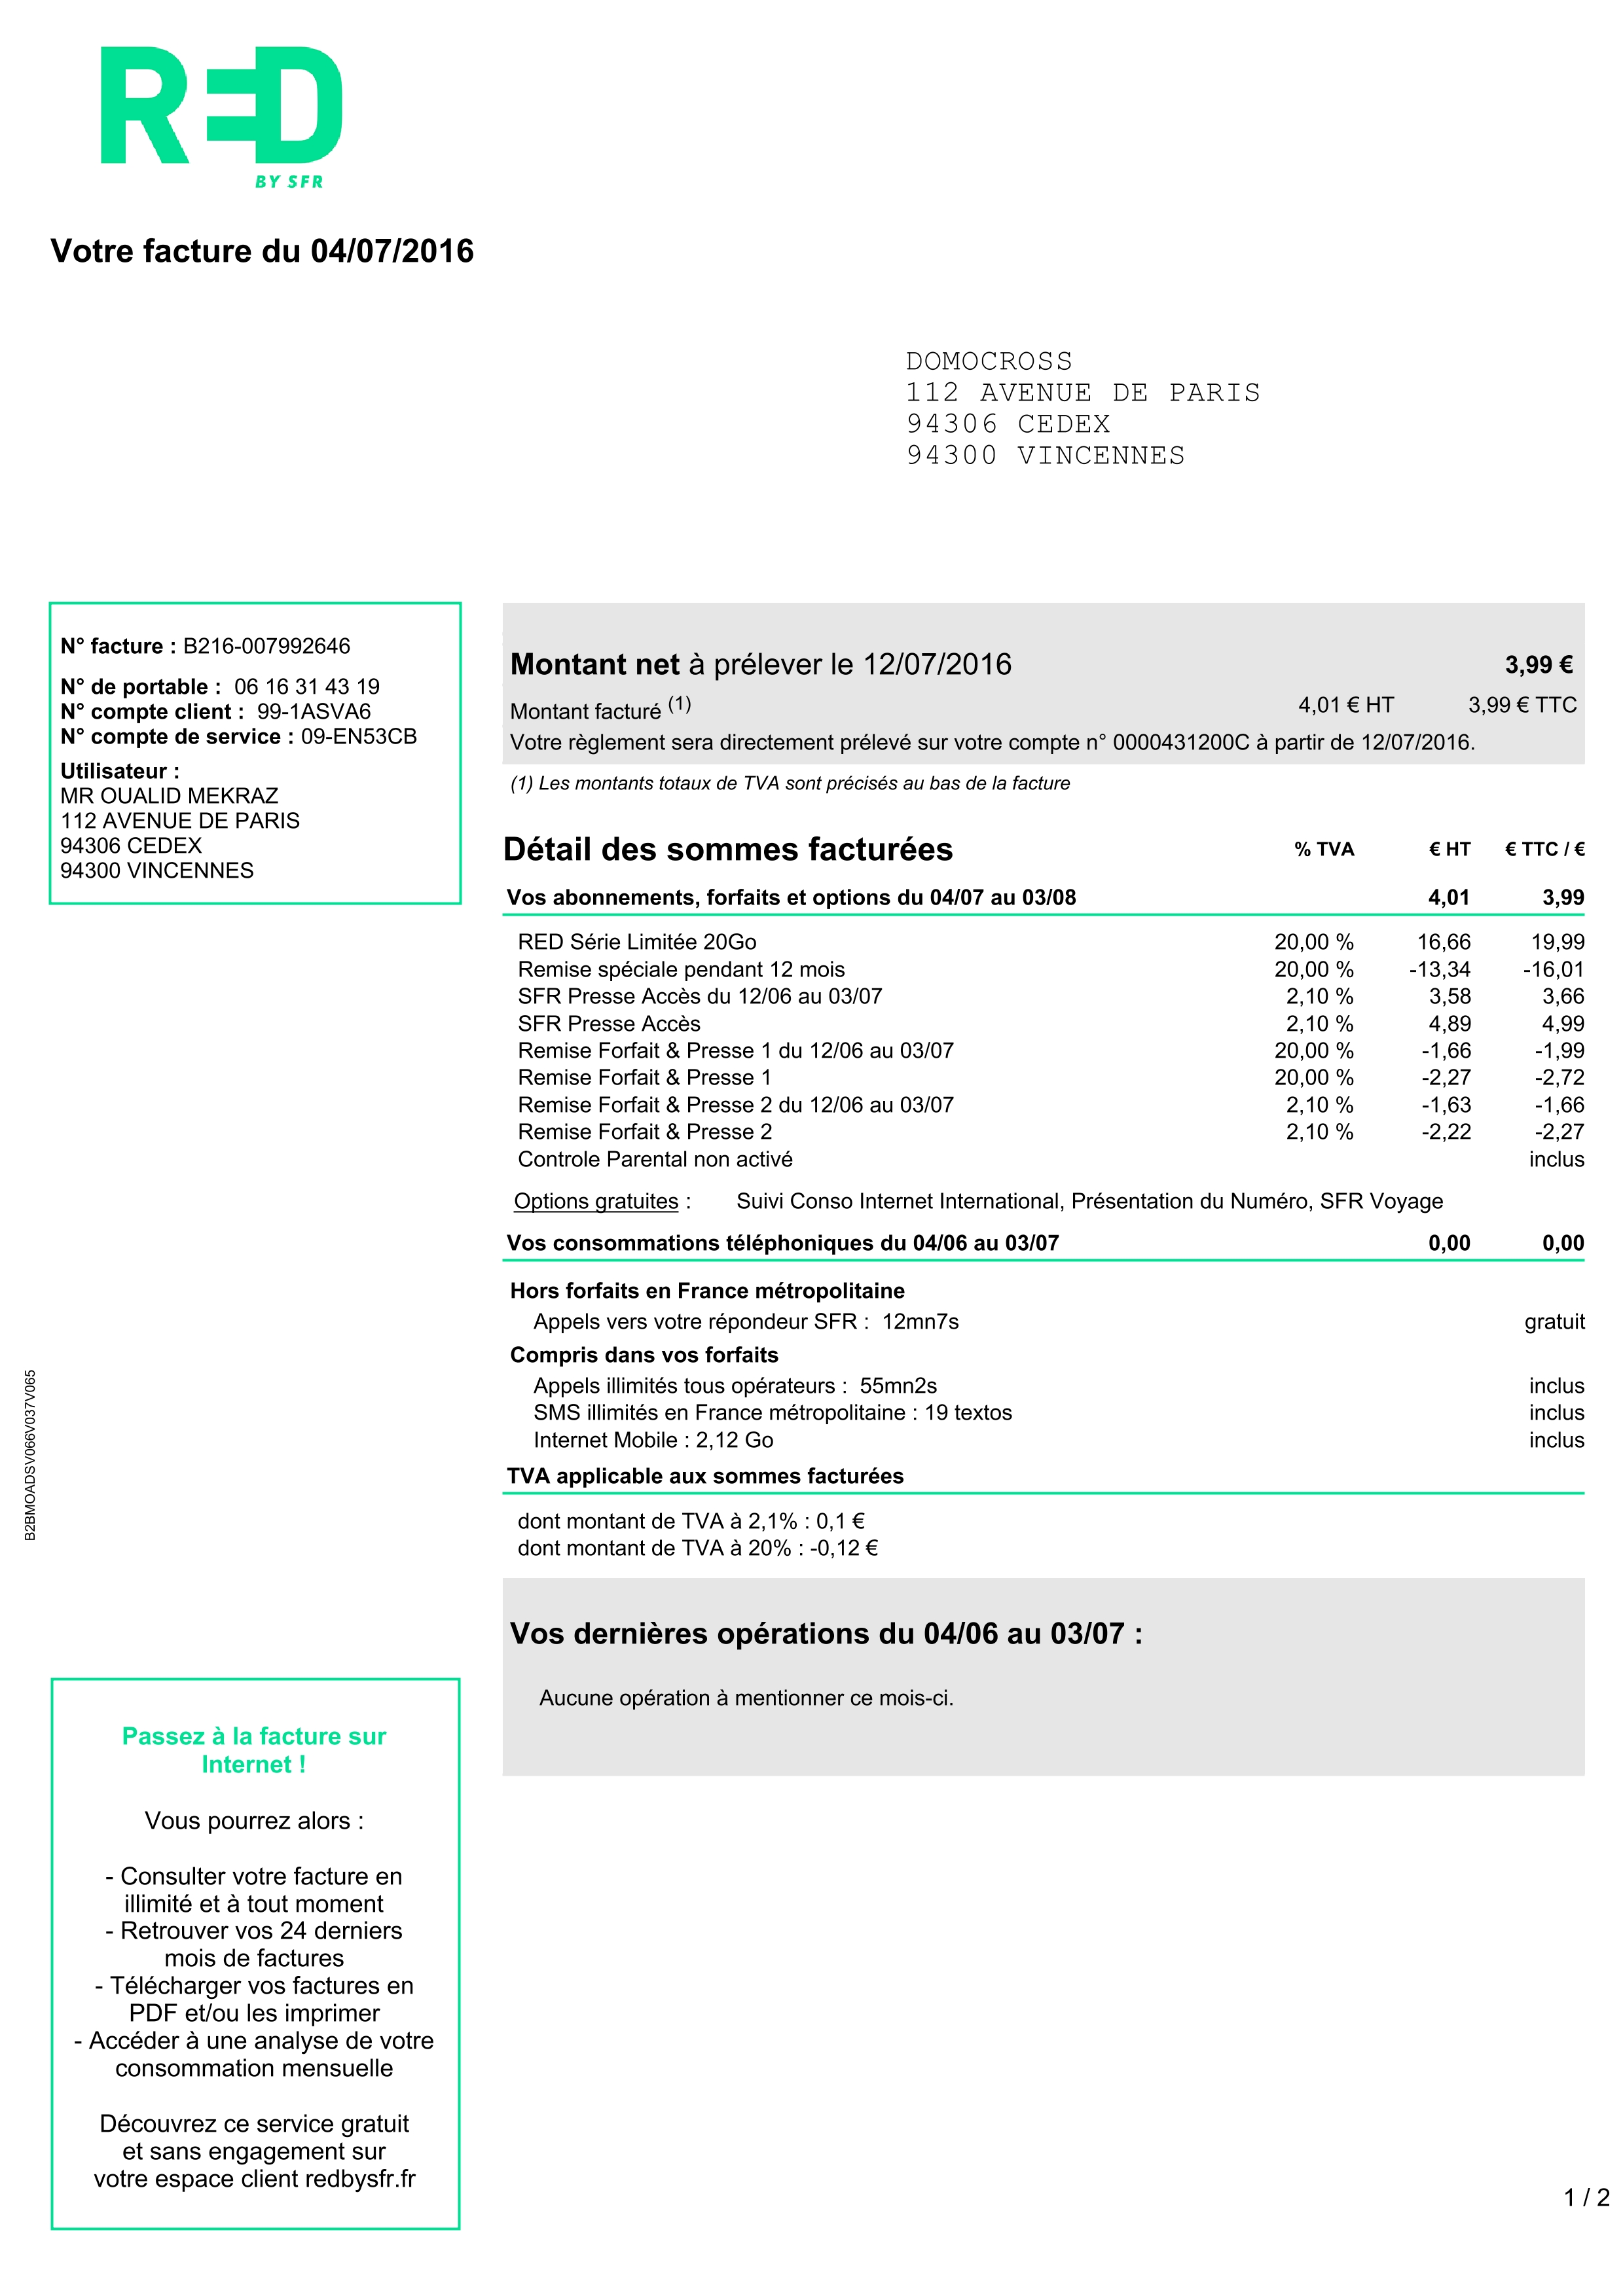 RED
BY SFR
Votre facture du 04/07/2016
DOMOCROSS
112 AVENUE DE PARIS
94306 CEDEX
94300 VINCENNES
N° facture : B216-007992646
N° de portable : 06 16 31 43 19
N° compte client : 99-1ASVA6
N° compte de service : 09-EN53CB
Utilisateur :
MR OUALID MEKRAZ
112 AVENUE DE PARIS
94306 CEDEX
94300 VINCENNES
Montant net à prélever le 12/07/2016 3,99 €
Montant facturé (1) 4,01 € HT 3,99 € TTC
Votre règlement sera directement prélevé sur votre compte n° 0000431200C à partir de 12/07/2016.
(1) Les montants totaux de TVA sont précisés au bas de la facture
Détail des sommes facturées % TVA € HT € TTC / €
Vos abonnements, forfaits et options du 04/07 au 03/08 4,01 3,99
RED Série Limitée 20Go 20,00 % 16,66 19,99
Remise spéciale pendant 12 mois 20,00 % -13,34 -16,01
SFR Presse Accès du 12/06 au 03/07 2,10 % 3,58 3,66
SFR Presse Accès 2,10 % 4,89 4,99
Remise Forfait & Presse 1 du 12/06 au 03/07 20,00 % -1,66 -1,99
Remise Forfait & Presse 1 20,00 % -2,27 -2,72
Remise Forfait & Presse 2 du 12/06 au 03/07 2,10 % -1,63 -1,66
Remise Forfait & Presse 2 2,10 % -2,22 -2,27
Controle Parental non activé inclus
Options gratuites : Suivi Conso Internet International, Présentation du Numéro, SFR Voyage
Vos consommations téléphoniques du 04/06 au 03/07 0,00 0,00
Hors forfaits en France métropolitaine
Appels vers votre répondeur SFR : 12mn7s gratuit
Compris dans vos forfaits
Appels illimités tous opérateurs : 55mn2s inclus
SMS illimités en France métropolitaine : 19 textos inclus
Internet Mobile : 2,12 Go inclus
TVA applicable aux sommes facturées
dont montant de TVA à 2,1% : 0,1 €
dont montant de TVA à 20% : -0,12 €
Vos dernières opérations du 04/06 au 03/07 :
Aucune opération à mentionner ce mois-ci.
B2BMOADSV066V037V065
Passez à la facture sur
Internet !
Vous pourrez alors :
- Consulter votre facture en
illimité et à tout moment
- Retrouver vos 24 derniers
mois de factures
- Télécharger vos factures en
PDF et/ou les imprimer
- Accéder à une analyse de votre
consommation mensuelle
Découvrez ce service gratuit
et sans engagement sur
votre espace client redbysfr.fr
1 / 2